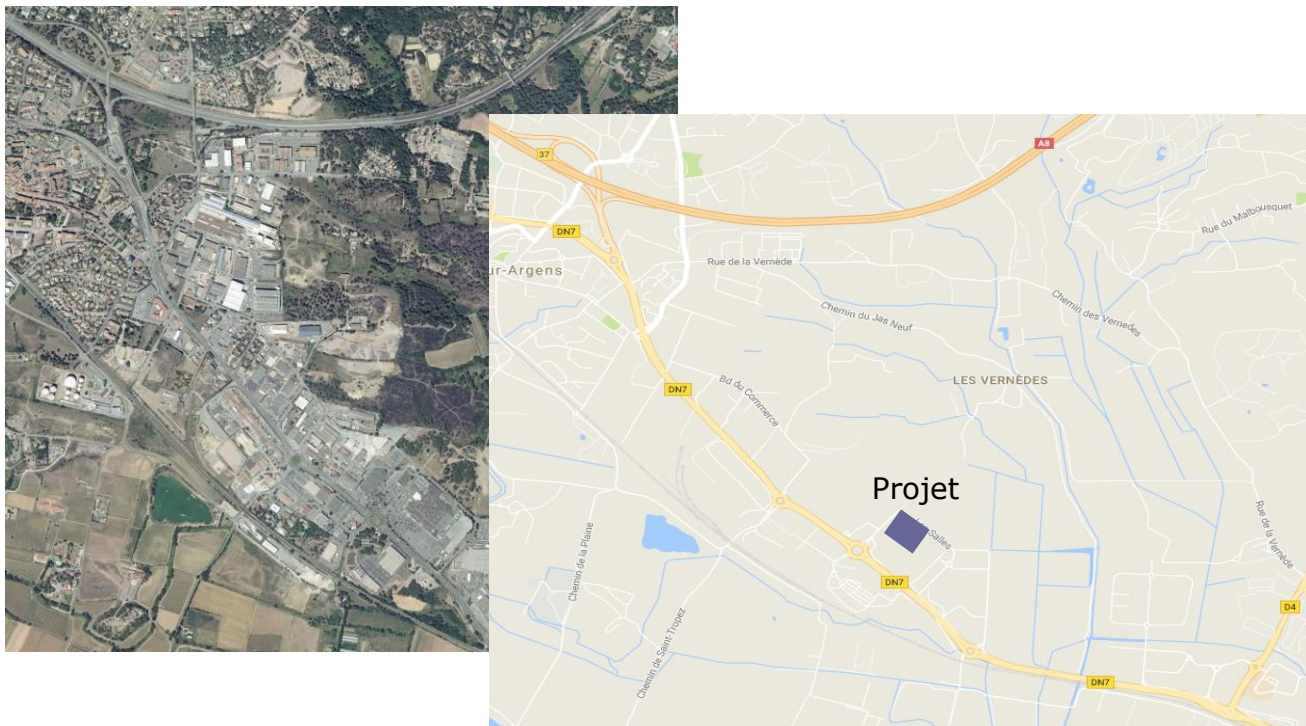 A8
37
Rue du Malbousquet
DN7
ur-Argens
Rue de la Vernède
Chemin des Vernedes
Chemin du Jas Neuf
LES VERNÈDES
DN7
Bd du Commerce
Projet
Salles
Chemin de la Plaine
Rue de la Vernède
DN7
D4
Chemin de Saint-Tropez
DN7